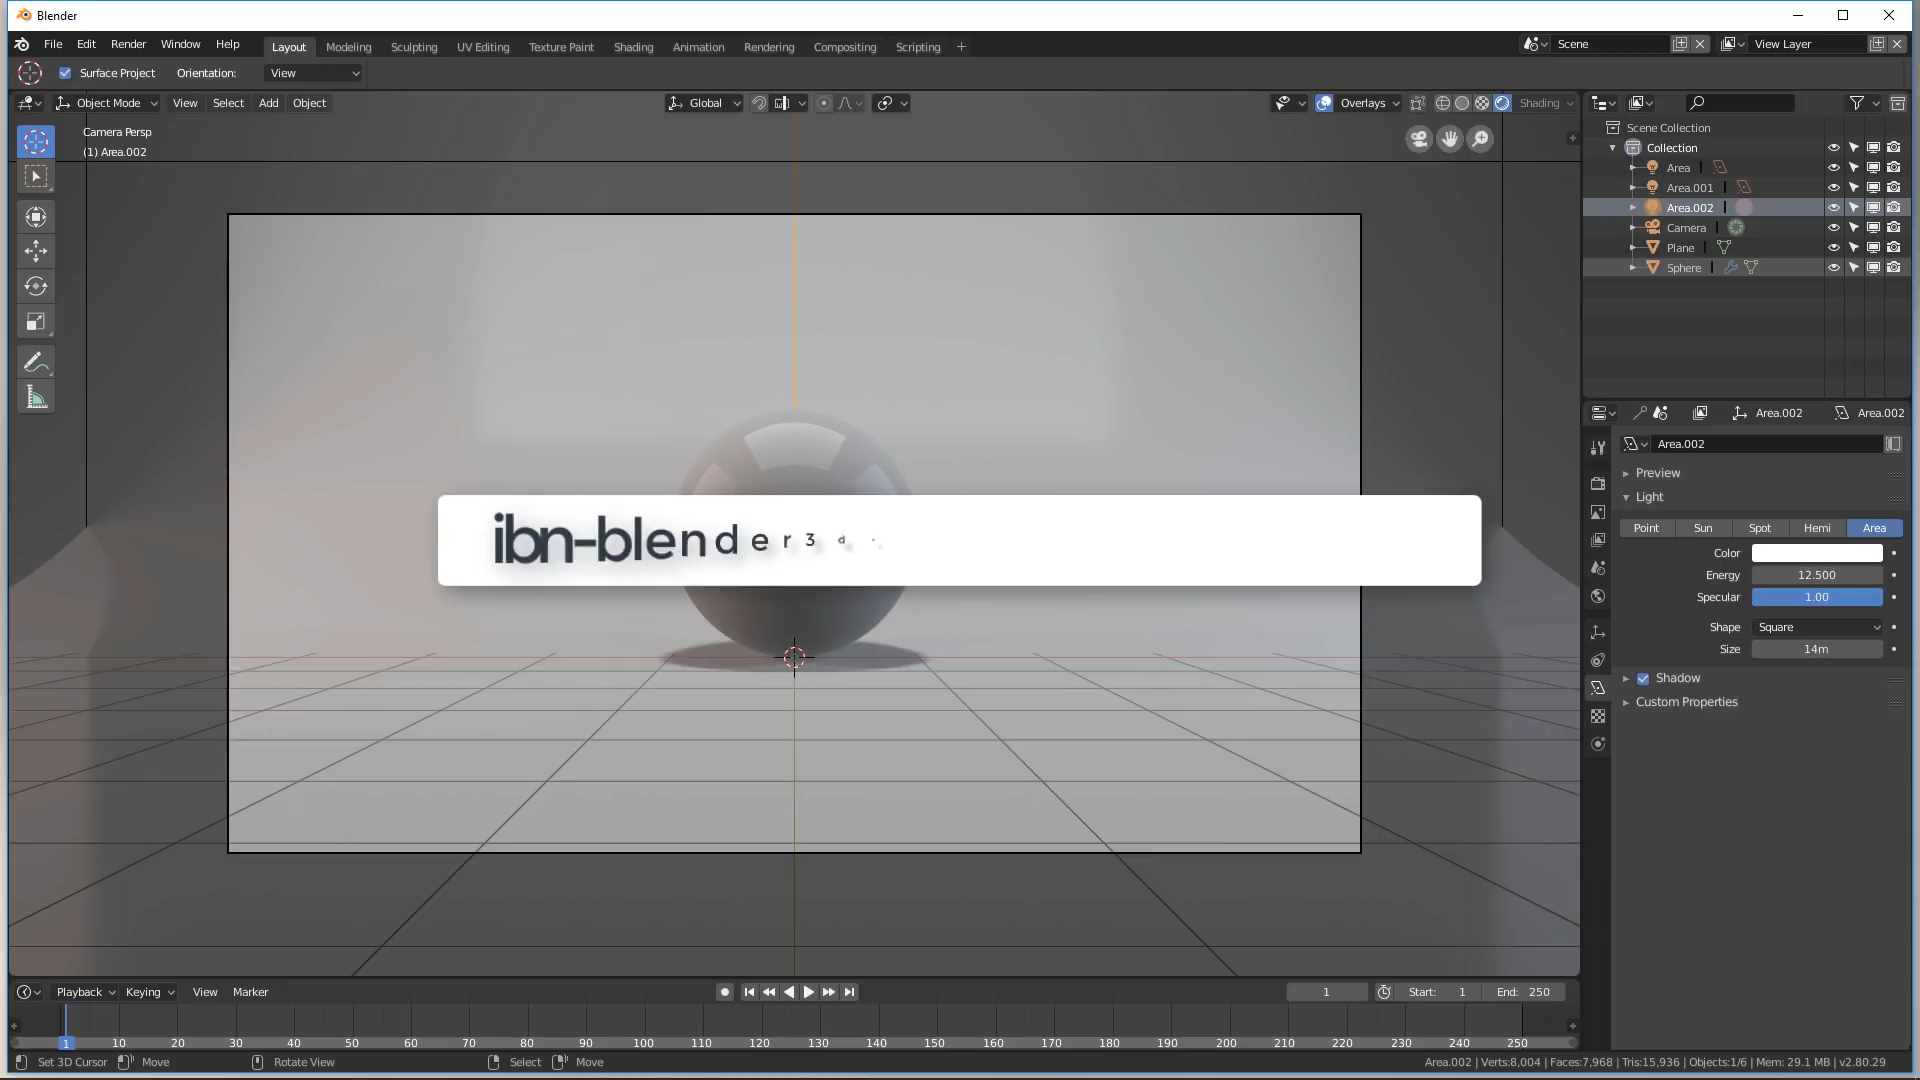 Blender
File Edit Render Window Help Layout Modeling Sculpting UV Editing Texture Paint Shading Animation Rendering Compositing Scripting + Scene View Layer
Surface Project Orientation: View
Object Mode View Select Add Object Global Overlays Shading
Camera Persp
(1) Area.002
Scene Collection
Collection
Area
Area.001
Area.002
Camera
Plane
Sphere
Area.002 Area.002
Area.002
Preview
Light
Point Sun Spot Hemi Area
Color
Energy 12.500
Specular 1.00
Shape Square
Size 14m
Shadow
Custom Properties
ibn-blender3d
Playback Keying View Marker 1 Start: 1 End: 250
1 10 20 30 40 50 60 70 80 90 100 110 120 130 140 150 160 170 180 190 200 210 220 230 240 250
Set 3D Cursor Move Rotate View Select Move Area.002 | Verts:8,004 | Faces:7,968 | Tris:15,936 | Objects:1/6 | Mem: 29.1 MB | v2.80.29